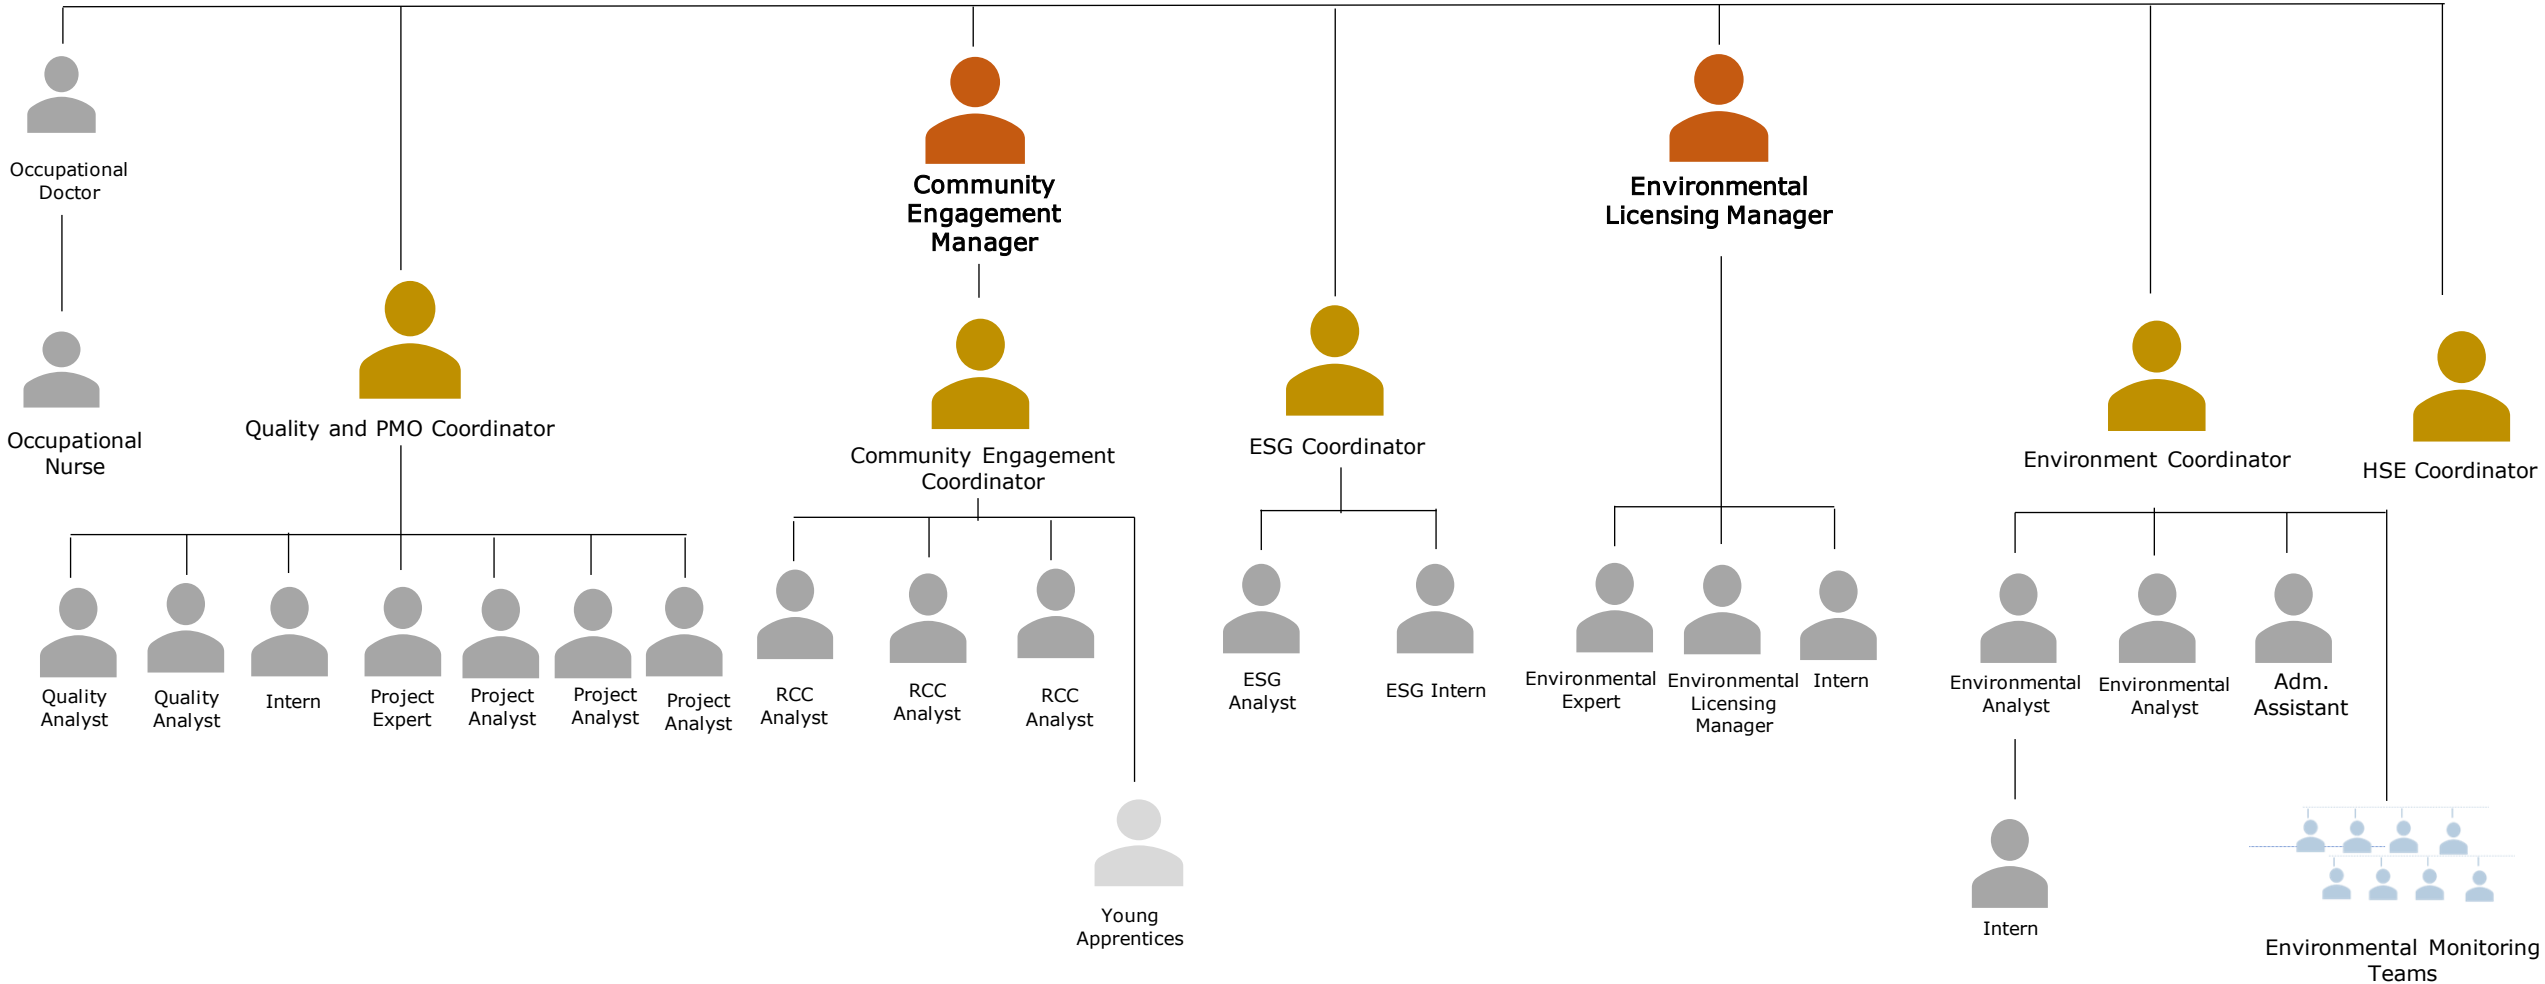 Occupational
Doctor
Community
Engagement
Manager
Environmental
Licensing Manager
Occupational
Nurse
Quality and PMO Coordinator
Community Engagement
Coordinator
ESG Coordinator
Environment Coordinator
HSE Coordinator
Quality
Analyst
Quality
Analyst
Intern
Project
Expert
Project
Analyst
Project
Analyst
Project
Analyst
RCC
Analyst
RCC
Analyst
RCC
Analyst
ESG
Analyst
ESG Intern
Environmental
Expert
Environmental
Licensing
Manager
Intern
Environmental
Analyst
Environmental
Analyst
Adm.
Assistant
Young
Apprentices
Intern
Environmental Monitoring
Teams